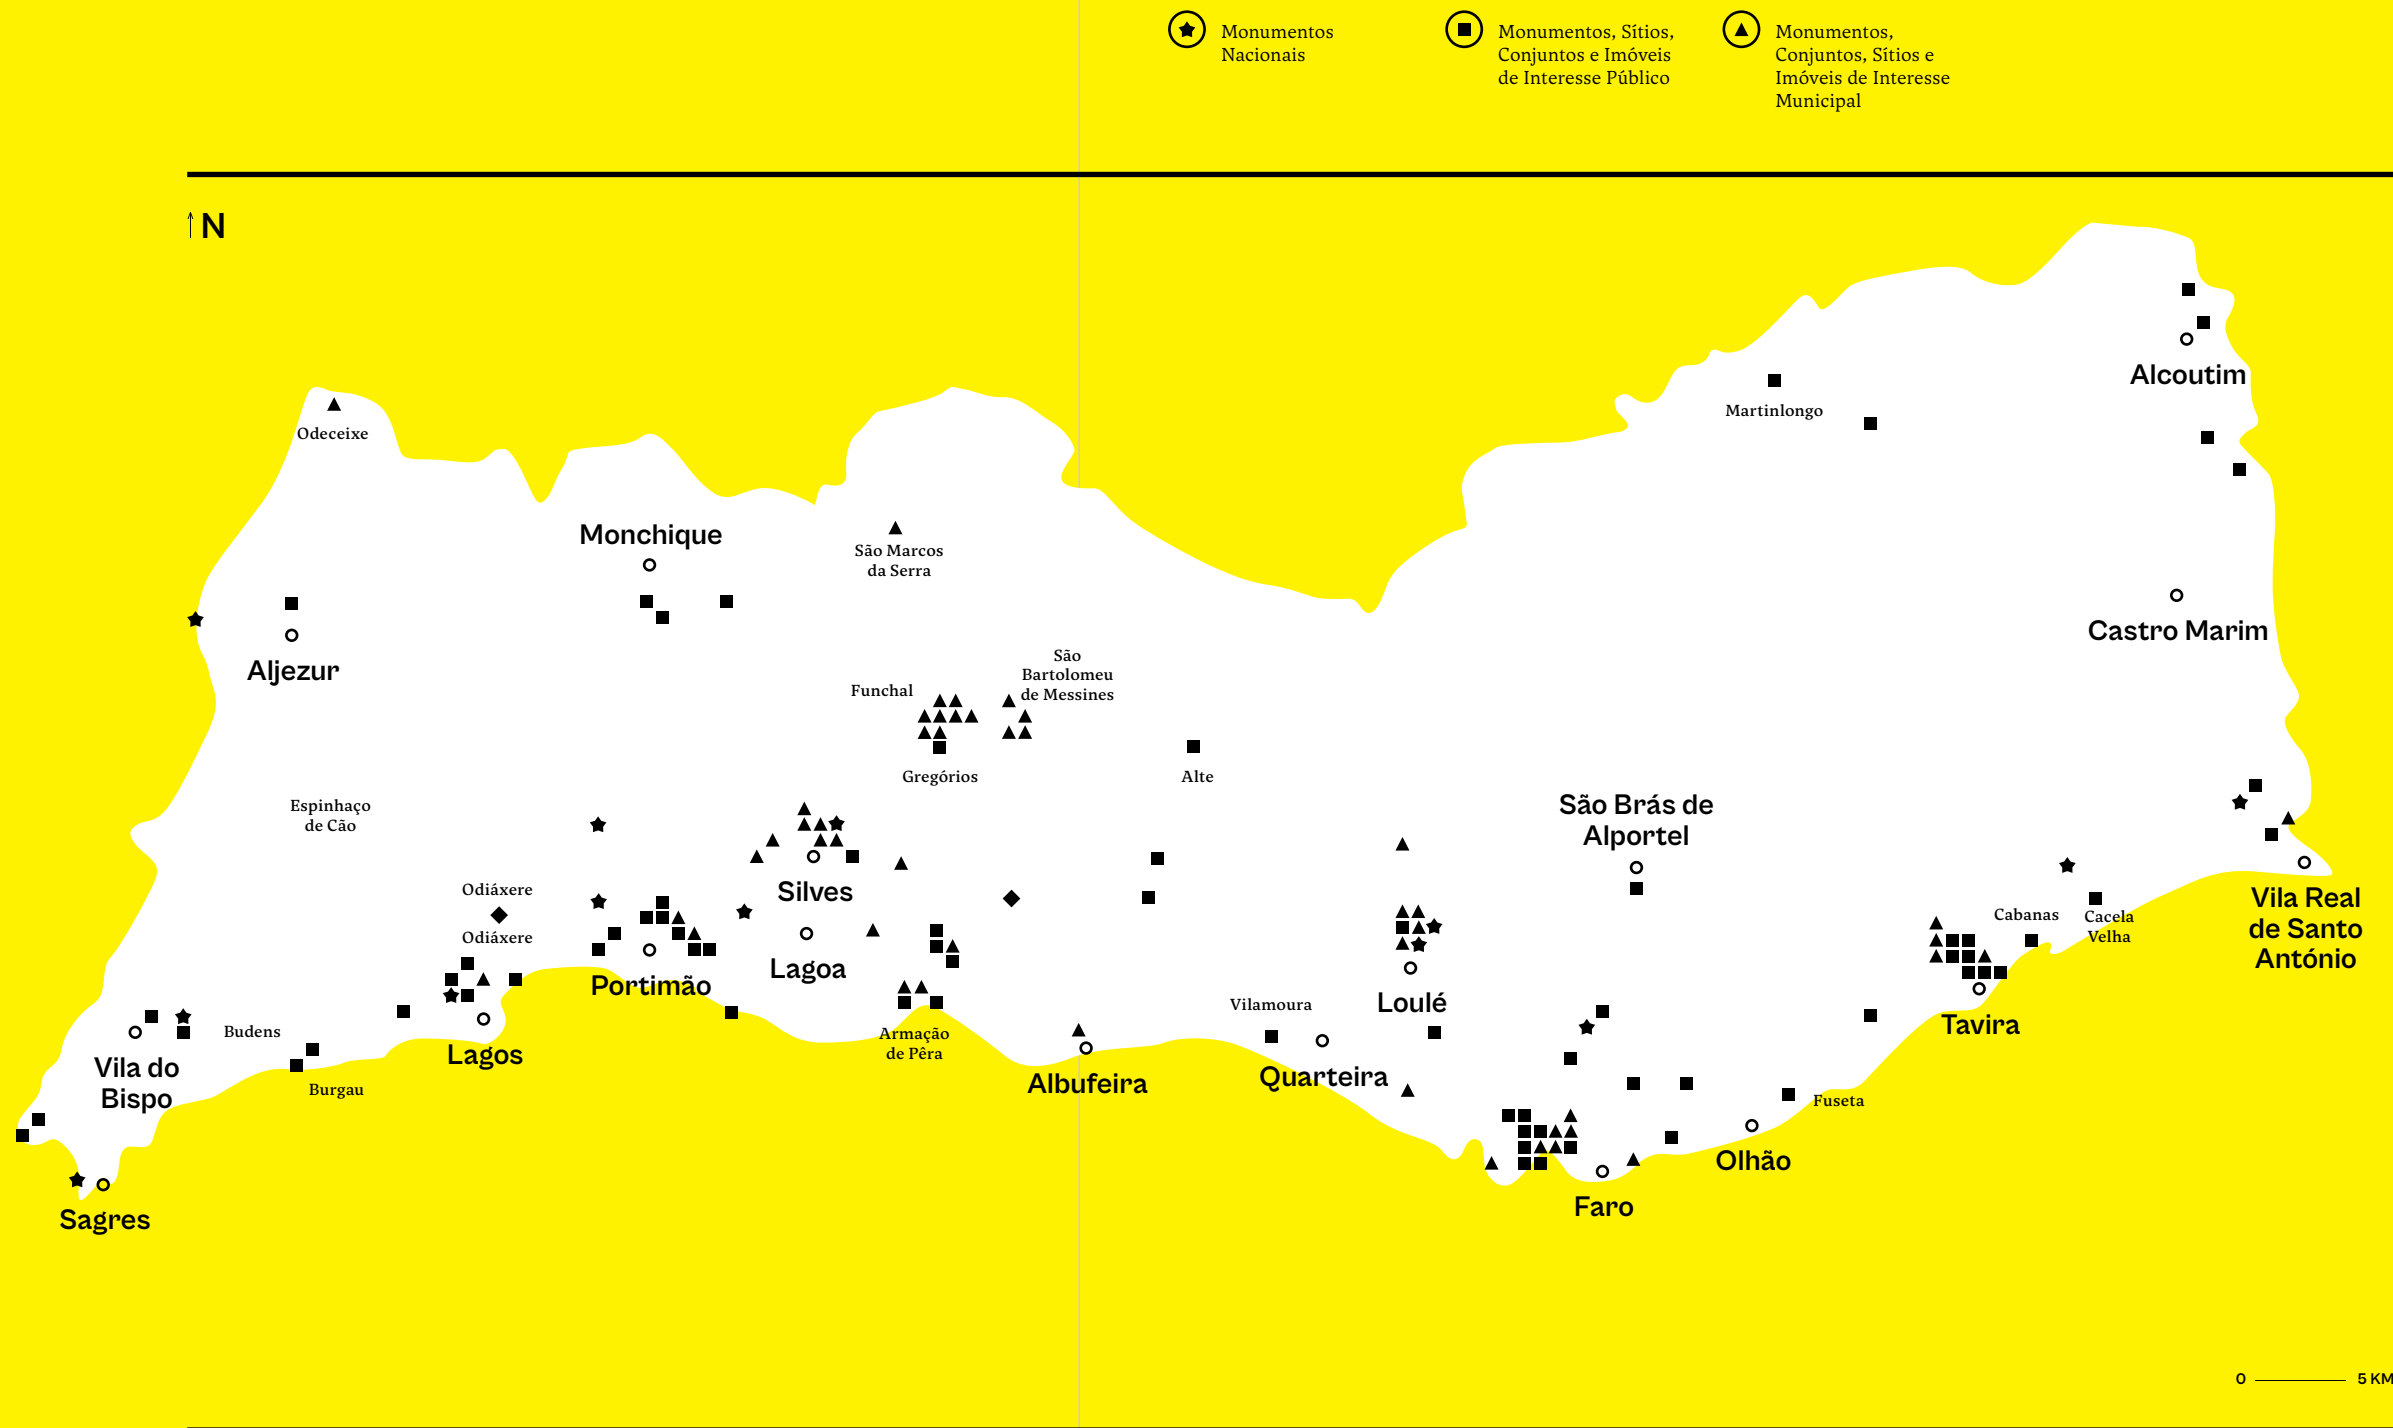 Monumentos
Nacionais
Monumentos, Sítios,
Conjuntos e Imóveis
de Interesse Público
Monumentos,
Conjuntos, Sítios e
Imóveis de Interesse
Municipal
N
Alcoutim
Martinlongo
Odeceixe
Monchique
São Marcos
da Serra
Castro Marim
Aljezur
São
Bartolomeu
de Messines
Funchal
Gregórios
Alte
Espinhaço
de Cão
São Brás de
Alportel
Odiáxere
Silves
Vila Real
de Santo
António
Cabanas
Cacela
Velha
Odiáxere
Lagoa
Portimão
Loulé
Vilamoura
Budens
Armação
de Pêra
Tavira
Lagos
Vila do
Bispo
Burgau
Albufeira
Quarteira
Fuseta
Olhão
Faro
Sagres
0
5 KM